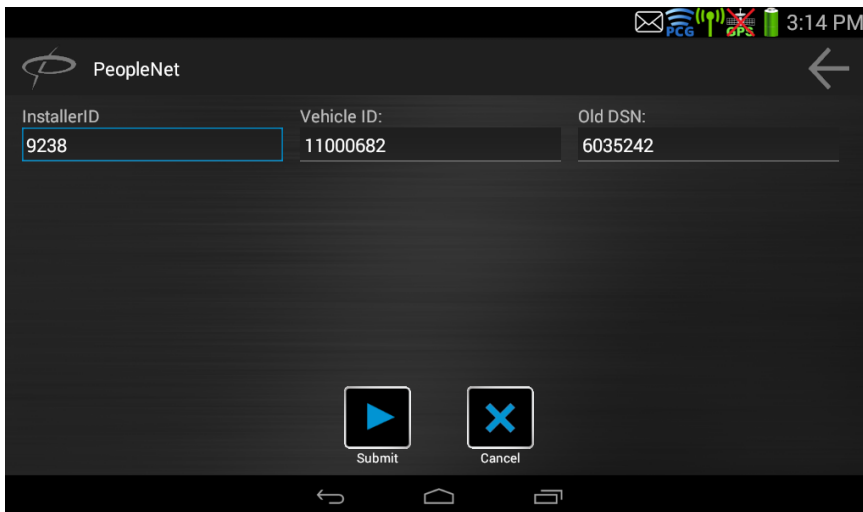 PCG GPS 3:14 PM
PeopleNet
InstallerID Vehicle ID: Old DSN:
9238 11000682 6035242
Submit Cancel